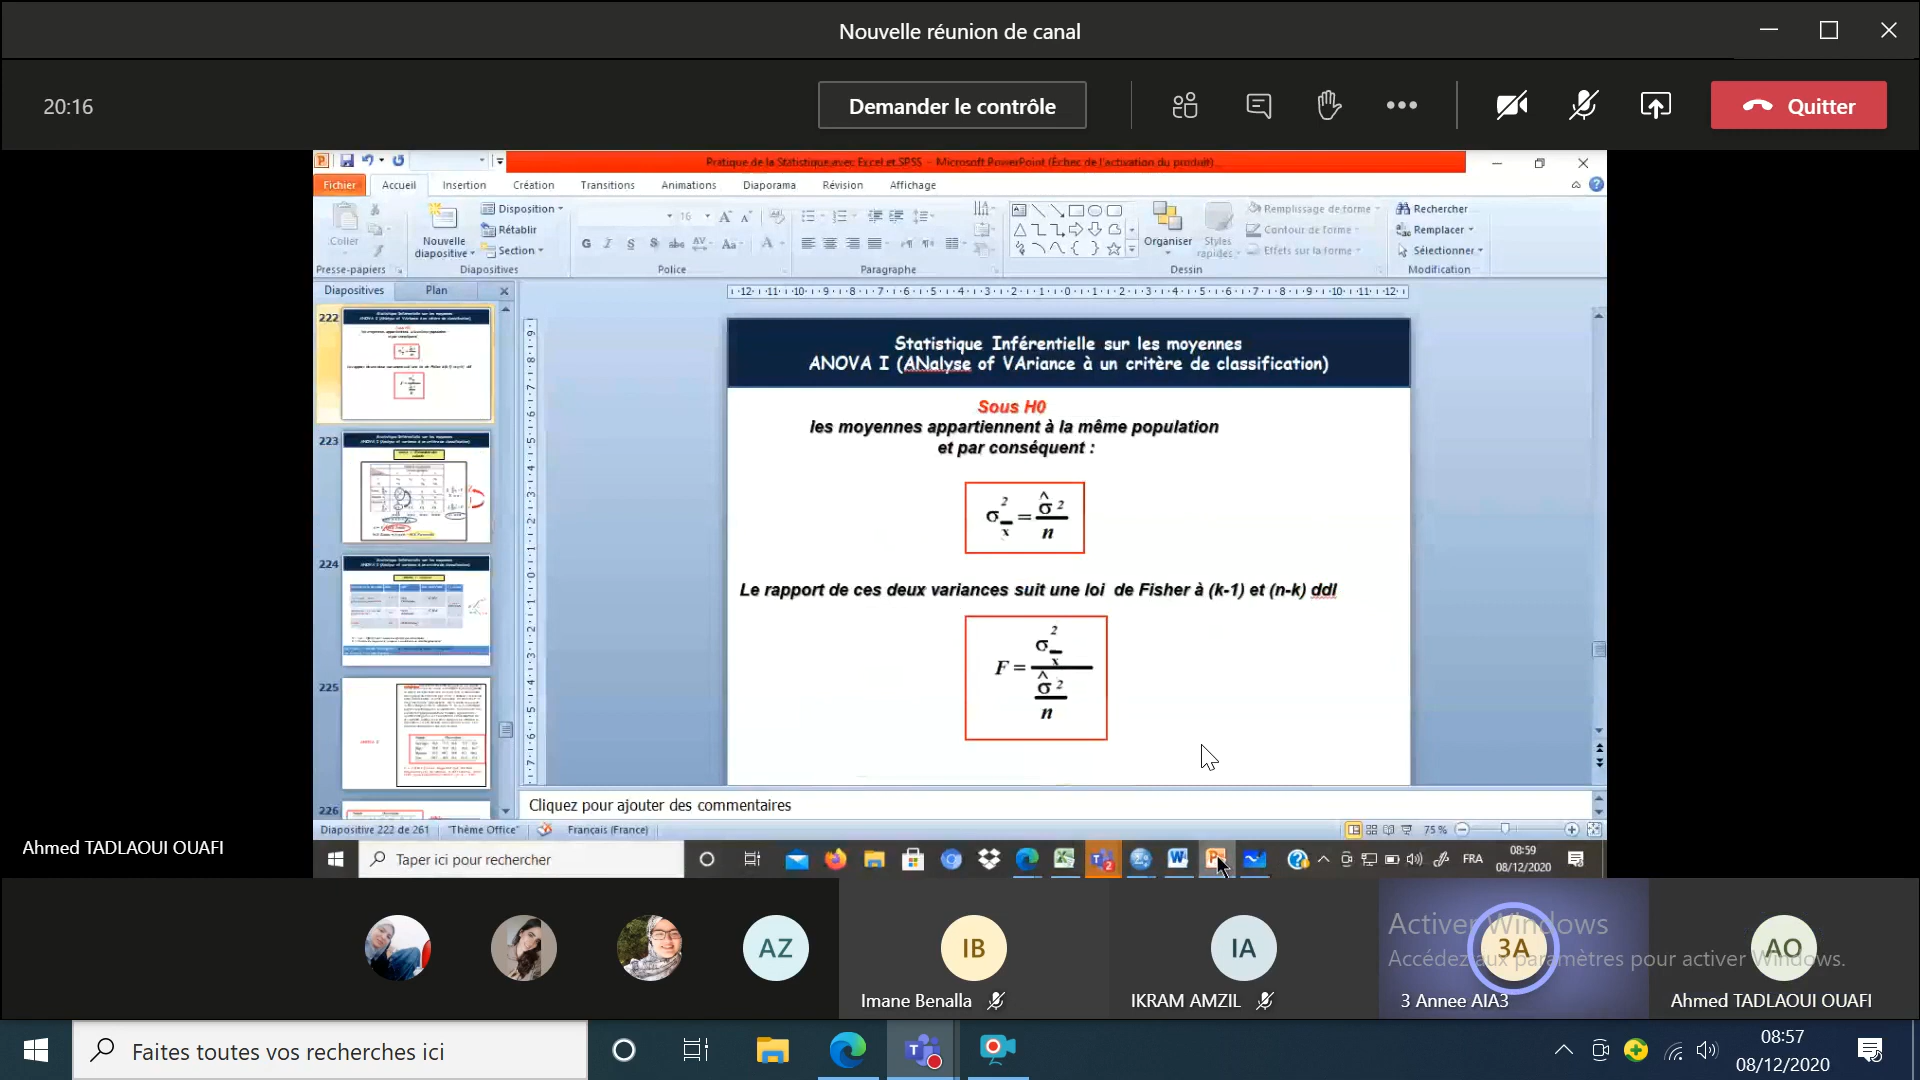 Nouvelle réunion de canal
20:16
Demander le contrôle
Quitter
Pratique de la Statistique avec Excel et SPSS - Microsoft PowerPoint (Échec de l'activation du produit)
Fichier Accueil Insertion Création Transitions Animations Diaporama Révision Affichage
Coller
Presse-papiers
Nouvelle diapositive
Disposition
Rétablir
Section
Diapositives
16
G I S S abc AV Aa A
Police
Paragraphe
Organiser
Styles rapides
Remplissage de forme
Contour de forme
Effets sur la forme
Dessin
Rechercher
Remplacer
Sélectionner
Modification
Diapositives Plan
222
223
224
225
226
Statistique Inférentielle sur les moyennes
ANOVA I (ANalyse of VAriance à un critère de classification)
Sous H0
les moyennes appartiennent à la même population
et par conséquent :
σ²x̄ = σ̂² / n
Le rapport de ces deux variances suit une loi de Fisher à (k-1) et (n-k) ddl
F = σ²x̄ / (σ̂² / n)
Cliquez pour ajouter des commentaires
Diapositive 222 de 261 "Thème Office" Français (France) 75 %
Taper ici pour rechercher
FRA
08:59
08/12/2020
Ahmed TADLAOUI OUAFI
AZ
IB
Imane Benalla
IA
IKRAM AMZIL
3A
3 Annee AIA3
AO
Ahmed TADLAOUI OUAFI
Activer Windows
Accédez aux paramètres pour activer Windows.
Faites toutes vos recherches ici
08:57
08/12/2020